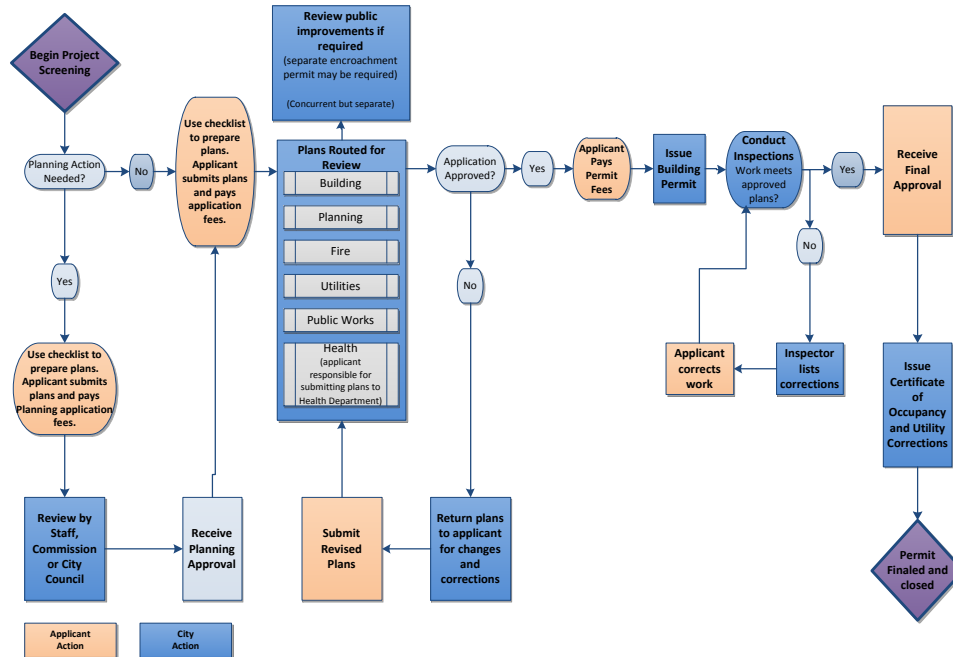 Begin Project
Screening
Planning Action
Needed?
No
Yes
Use checklist to
prepare plans.
Applicant submits
plans and pays
Planning application
fees.
Review by
Staff,
Commission
or City
Council
Receive
Planning
Approval
Use checklist
to prepare
plans.
Applicant
submits plans
and pays
application
fees.
Review public
improvements if
required
(separate encroachment
permit may be required)
(Concurrent but separate)
Plans Routed for
Review
Building
Planning
Fire
Utilities
Public Works
Health
(applicant
responsible for
submitting plans to
Health Department)
Application
Approved?
Yes
No
Return plans
to applicant
for changes
and
corrections
Submit
Revised
Plans
Applicant
Pays
Permit
Fees
Issue
Building
Permit
Conduct
Inspections
Work meets
approved
plans?
Yes
No
Inspector
lists
corrections
Applicant
corrects
work
Receive
Final
Approval
Issue
Certificate
of
Occupancy
and Utility
Corrections
Permit
Finaled and
closed
Applicant
Action
City
Action